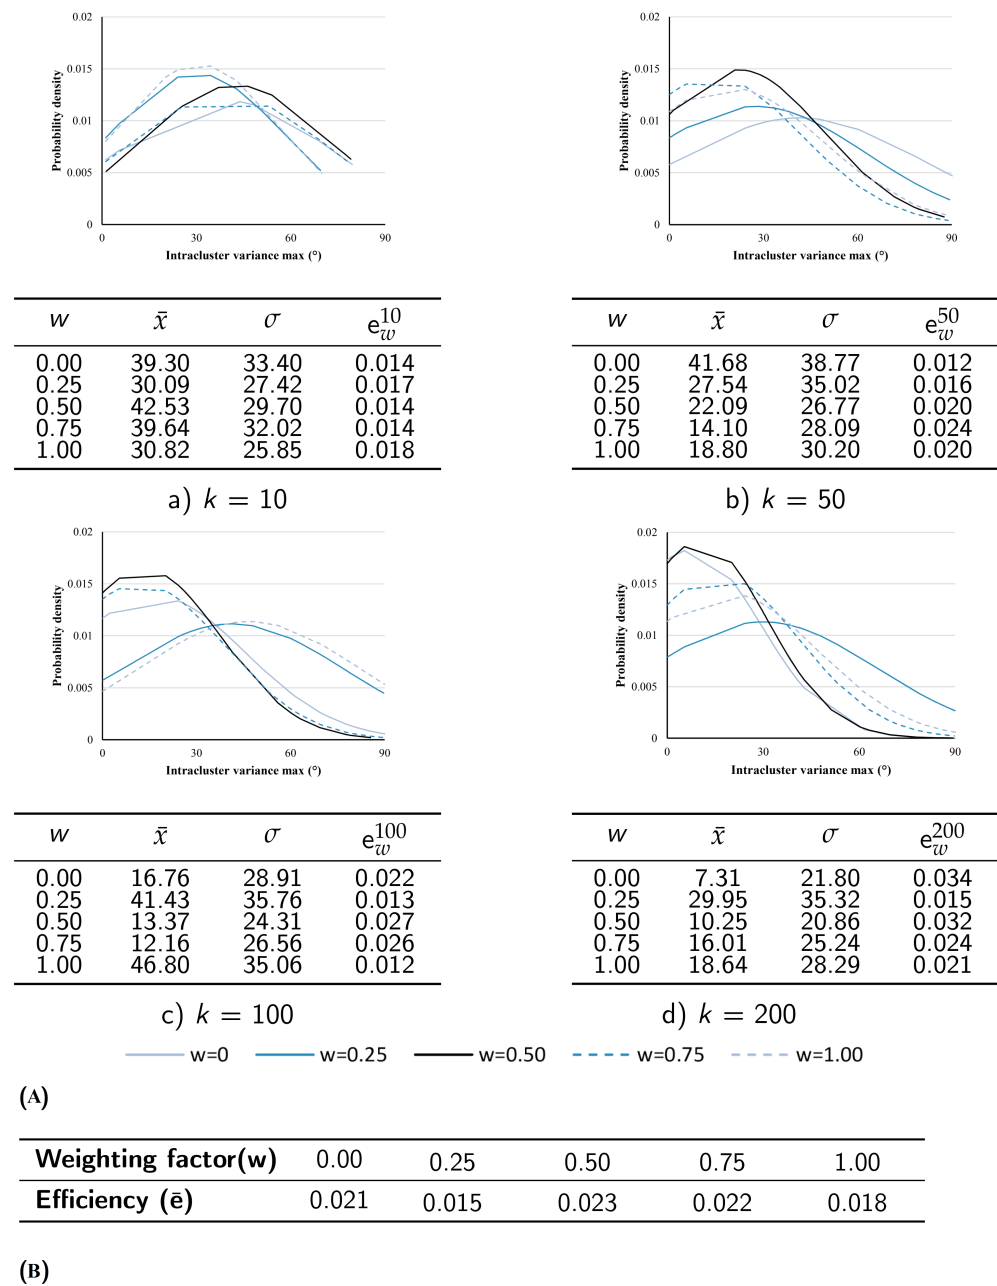 0.02
0.015
0.01
0.005
0
Probability density
0 30 60 90
Intracluster variance max (°)
w x̄ σ e_w^10
0.00 39.30 33.40 0.014
0.25 30.09 27.42 0.017
0.50 42.53 29.70 0.014
0.75 39.64 32.02 0.014
1.00 30.82 25.85 0.018
a) k = 10
0.02
0.015
0.01
0.005
0
Probability density
0 30 60 90
Intracluster variance max (°)
w x̄ σ e_w^50
0.00 41.68 38.77 0.012
0.25 27.54 35.02 0.016
0.50 22.09 26.77 0.020
0.75 14.10 28.09 0.024
1.00 18.80 30.20 0.020
b) k = 50
0.02
0.015
0.01
0.005
0
Probability density
0 30 60 90
Intracluster variance max (°)
w x̄ σ e_w^100
0.00 16.76 28.91 0.022
0.25 41.43 35.76 0.013
0.50 13.37 24.31 0.027
0.75 12.16 26.56 0.026
1.00 46.80 35.06 0.012
c) k = 100
0.02
0.015
0.01
0.005
0
Probability density
0 30 60 90
Intracluster variance max (°)
w x̄ σ e_w^200
0.00 7.31 21.80 0.034
0.25 29.95 35.32 0.015
0.50 10.25 20.86 0.032
0.75 16.01 25.24 0.024
1.00 18.64 28.29 0.021
d) k = 200
w=0 w=0.25 w=0.50 w=0.75 w=1.00
(A)
Weighting factor(w) 0.00 0.25 0.50 0.75 1.00
Efficiency (ē) 0.021 0.015 0.023 0.022 0.018
(B)